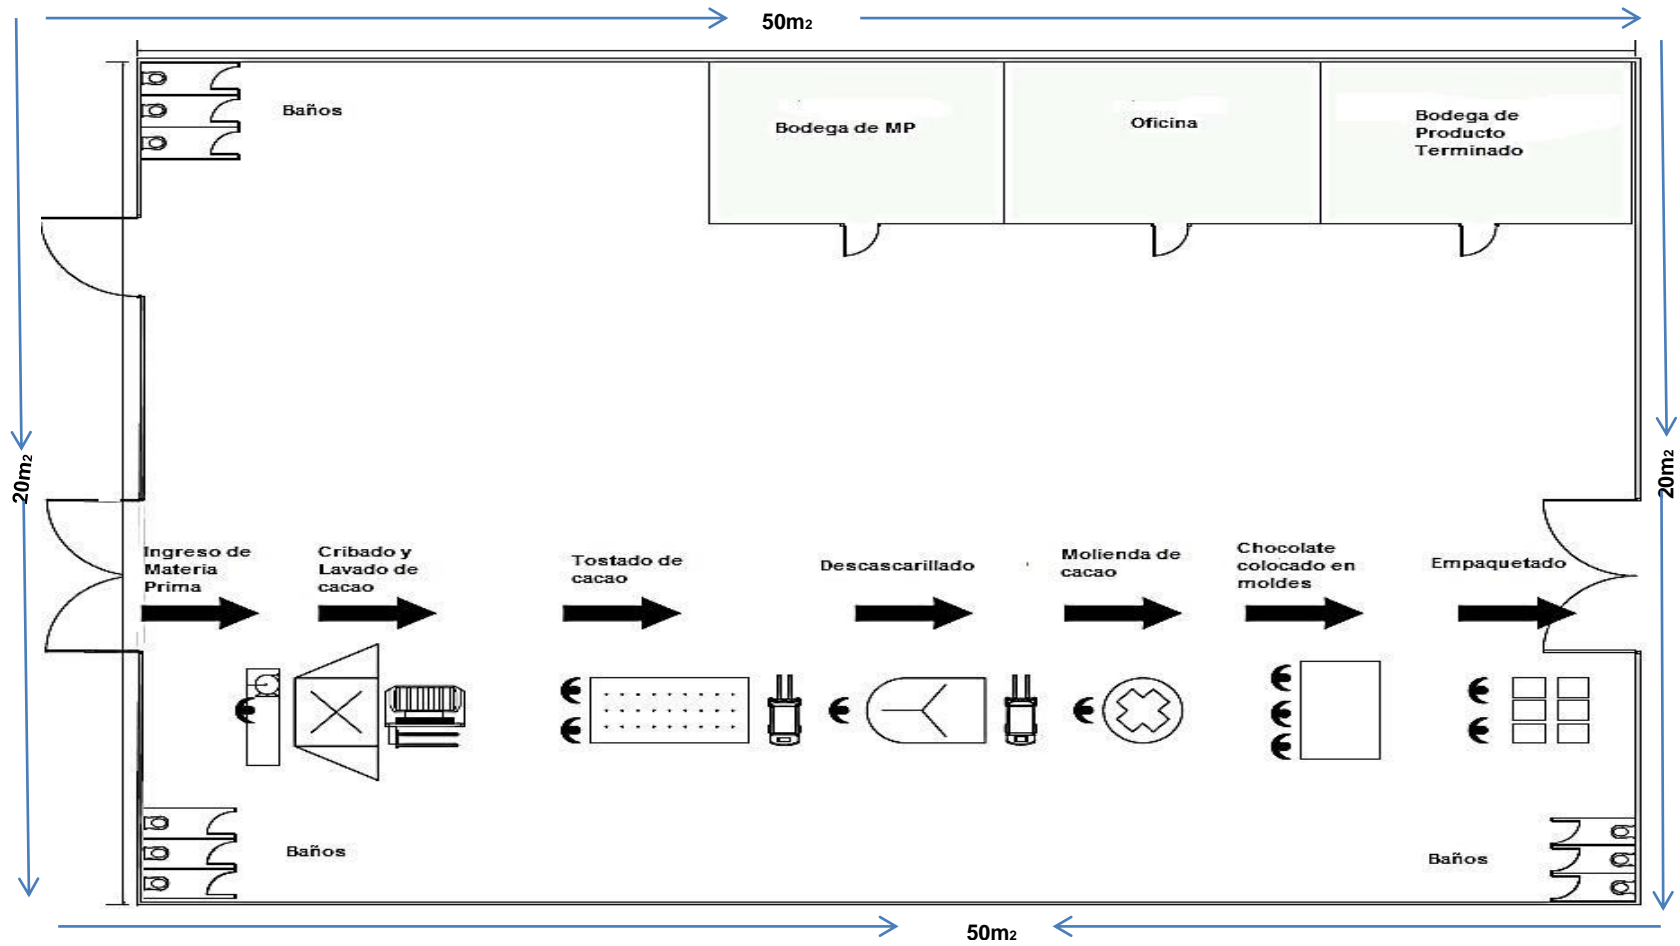 50m2
Baños
Bodega de MP
Oficina
Bodega de
Producto
Terminado
20m2
20m2
Ingreso de
Materia
Prima
Cribado y
Lavado de
cacao
Tostado de
cacao
Descascarillado
Molienda de
cacao
Chocolate
colocado en
moldes
Empaquetado
Baños
Baños
50m2